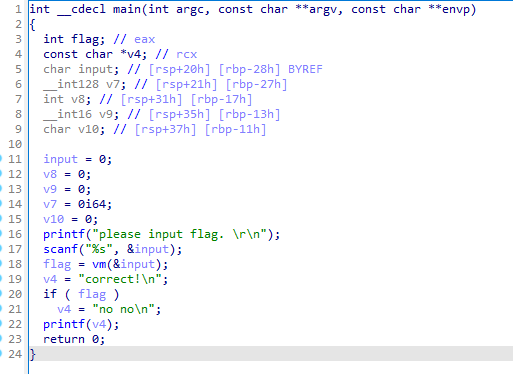 1 int __cdecl main(int argc, const char **argv, const char **envp)
2 {
3 int flag; // eax
4 const char *v4; // rcx
5 char input; // [rsp+20h] [rbp-28h] BYREF
6 __int128 v7; // [rsp+21h] [rbp-27h]
7 int v8; // [rsp+31h] [rbp-17h]
8 __int16 v9; // [rsp+35h] [rbp-13h]
9 char v10; // [rsp+37h] [rbp-11h]
10
11 input = 0;
12 v8 = 0;
13 v9 = 0;
14 v7 = 0i64;
15 v10 = 0;
16 printf("please input flag. \r\n");
17 scanf("%s", &input);
18 flag = vm(&input);
19 v4 = "correct!\n";
20 if ( flag )
21 v4 = "no no\n";
22 printf(v4);
23 return 0;
24 }